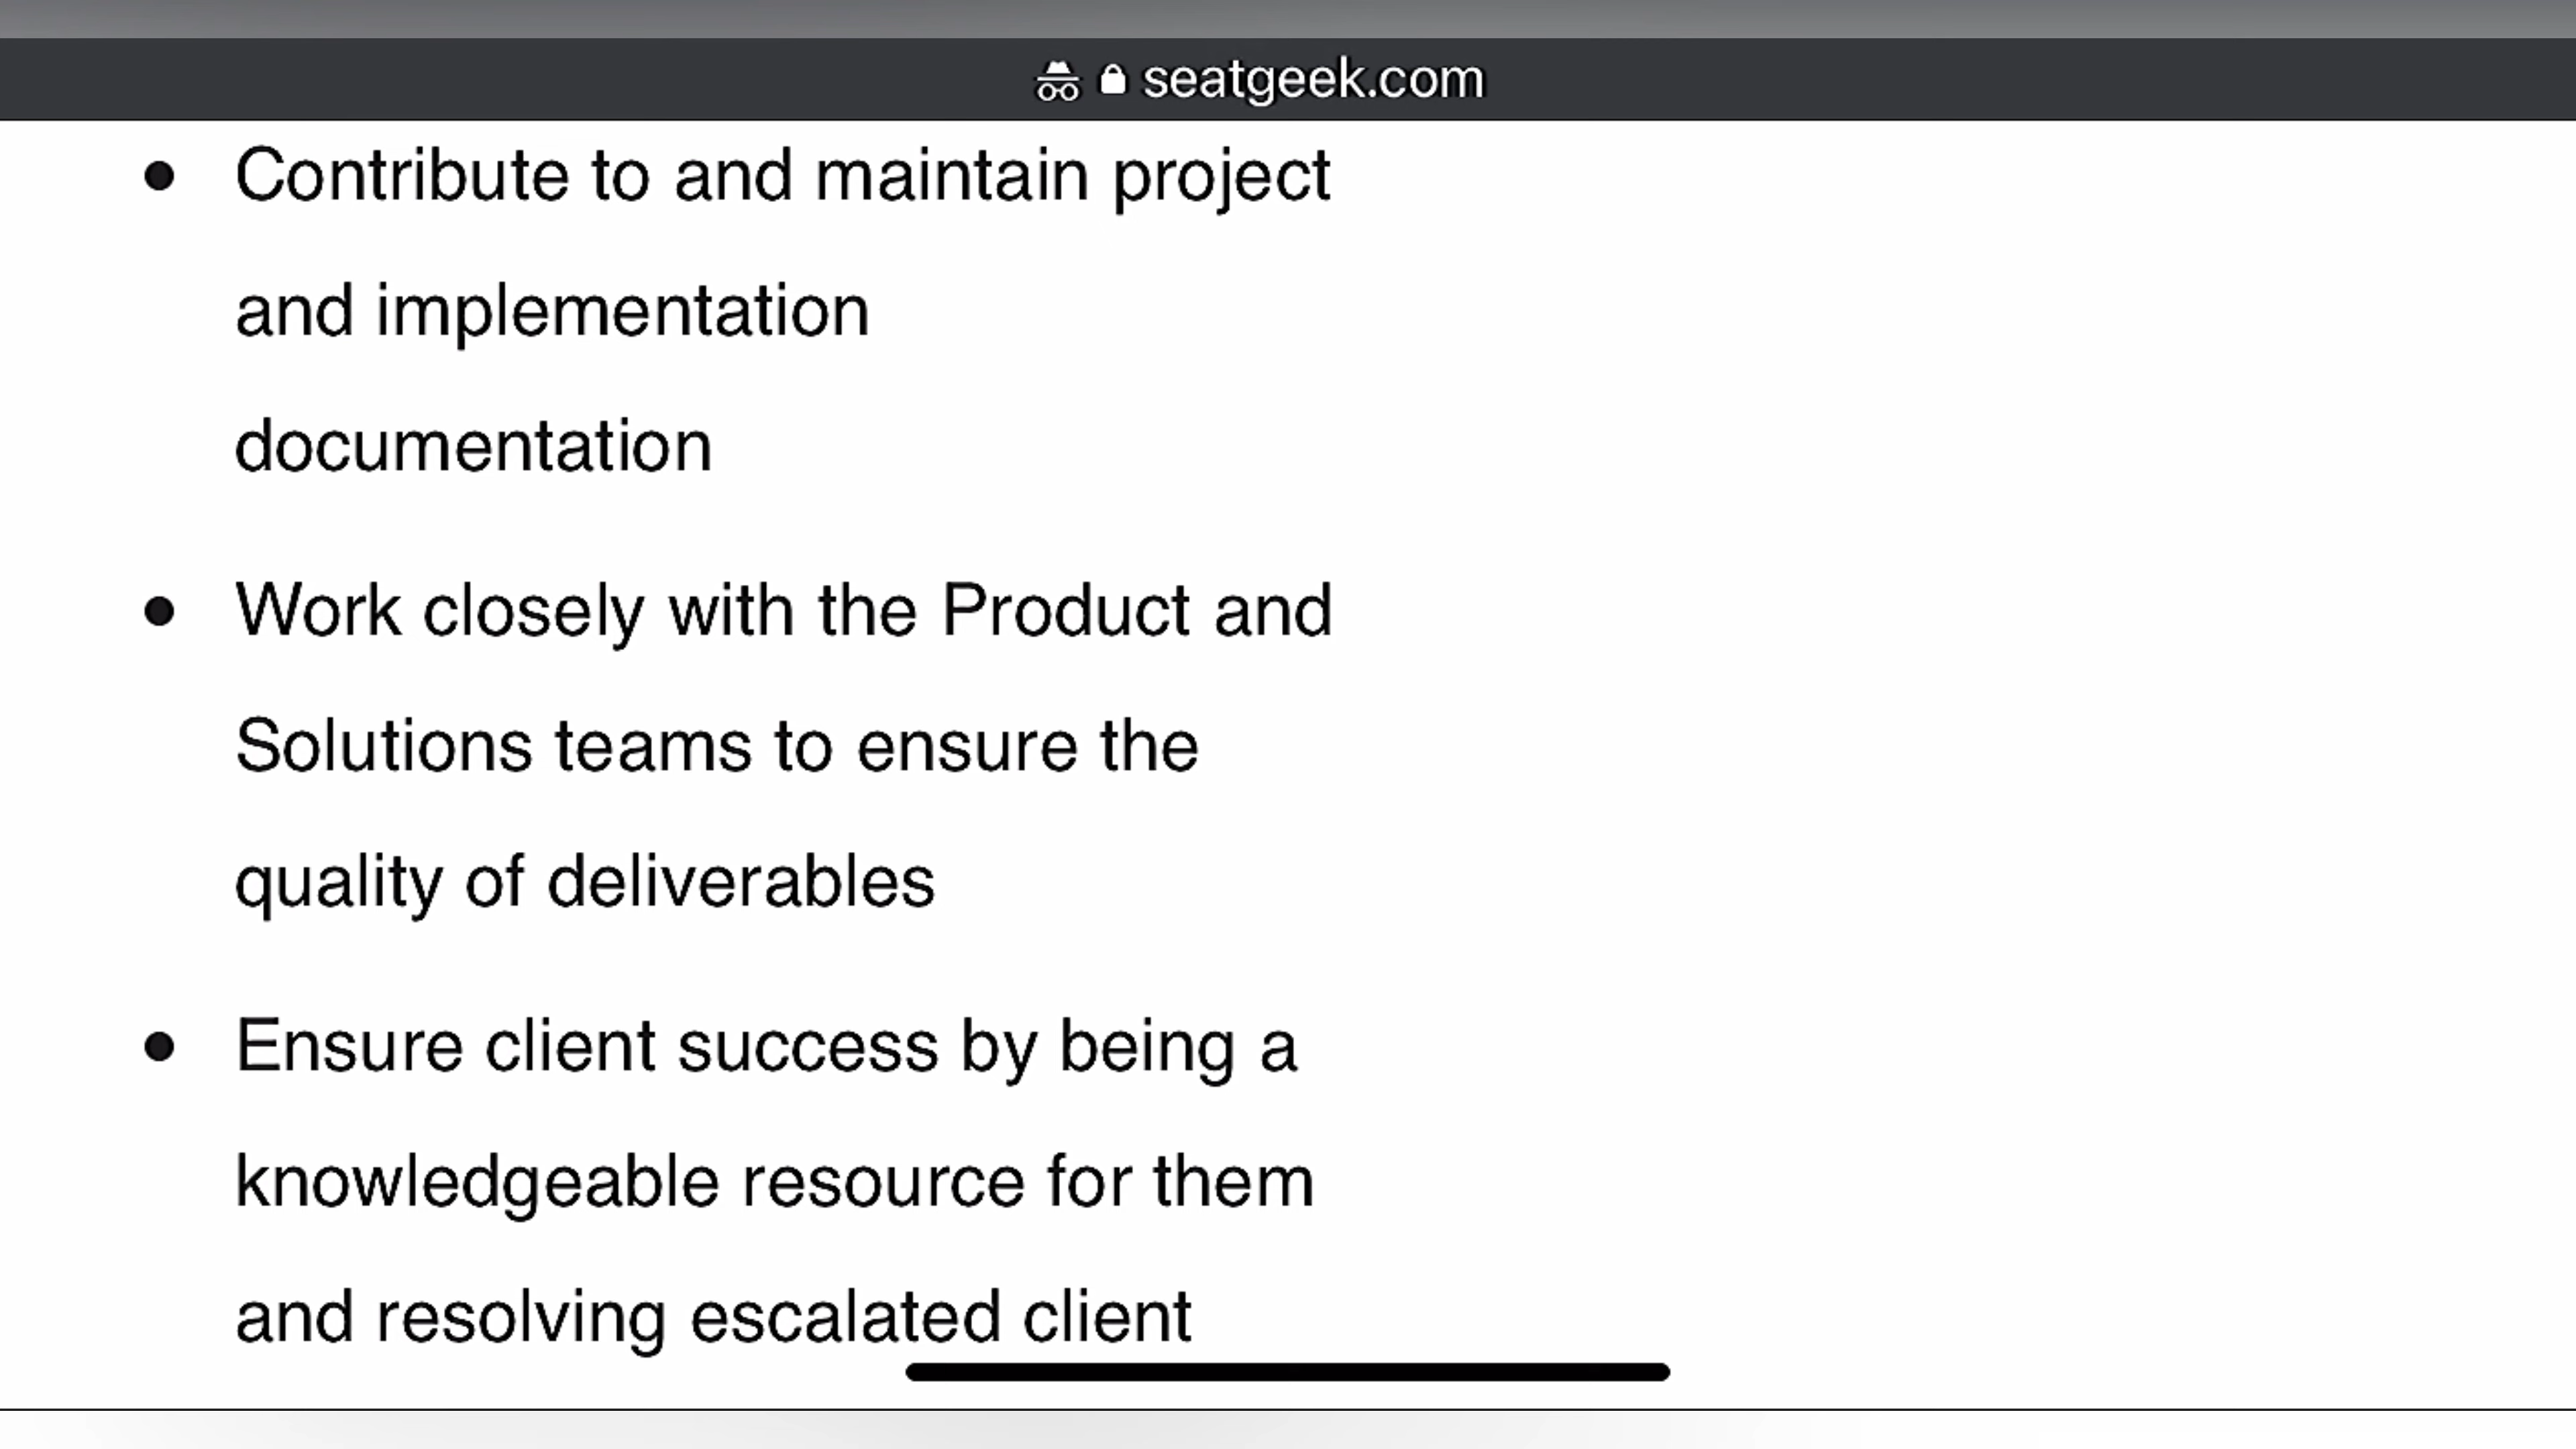 seatgeek.com
Contribute to and maintain project
and implementation
documentation
Work closely with the Product and
Solutions teams to ensure the
quality of deliverables
Ensure client success by being a
knowledgeable resource for them
and resolving escalated client